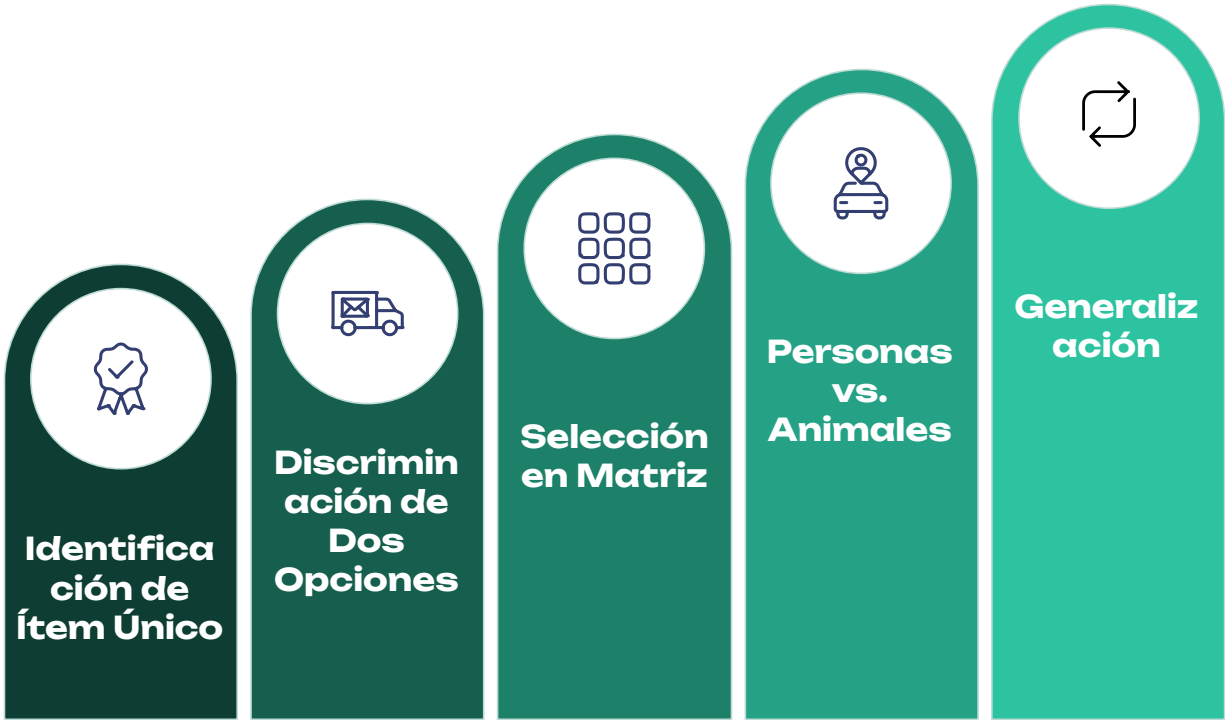 Identifica
ción de
Ítem Único
Discrimin
ación de
Dos
Opciones
Selección
en Matriz
Personas
vs.
Animales
Generaliz
ación